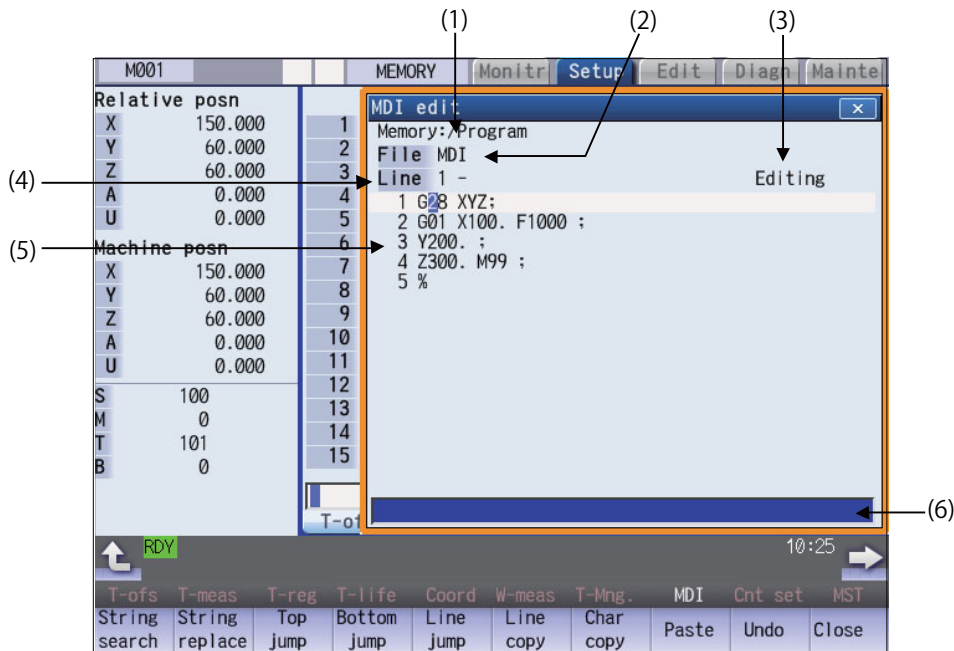 (1) (2) (3)
M001 MEMORY Monitr Setup Edit Diagn Mainte
Relative posn
X 150.000
Y 60.000
Z 60.000
A 0.000
U 0.000
Machine posn
X 150.000
Y 60.000
Z 60.000
A 0.000
U 0.000
S 100
M 0
T 101
B 0
1
2
3
4
5
6
7
8
9
10
11
12
13
14
15
T-of
MDI edit
Memory:/Program
File MDI
Line 1 - Editing
1 G28 XYZ;
2 G01 X100. F1000 ;
3 Y200. ;
4 Z300. M99 ;
5 %
(4)
(5)
(6)
RDY 10:25
T-ofs T-meas T-reg T-life Coord W-meas T-Mng. MDI Cnt set MST
String search String replace Top jump Bottom jump Line jump Line copy Char copy Paste Undo Close